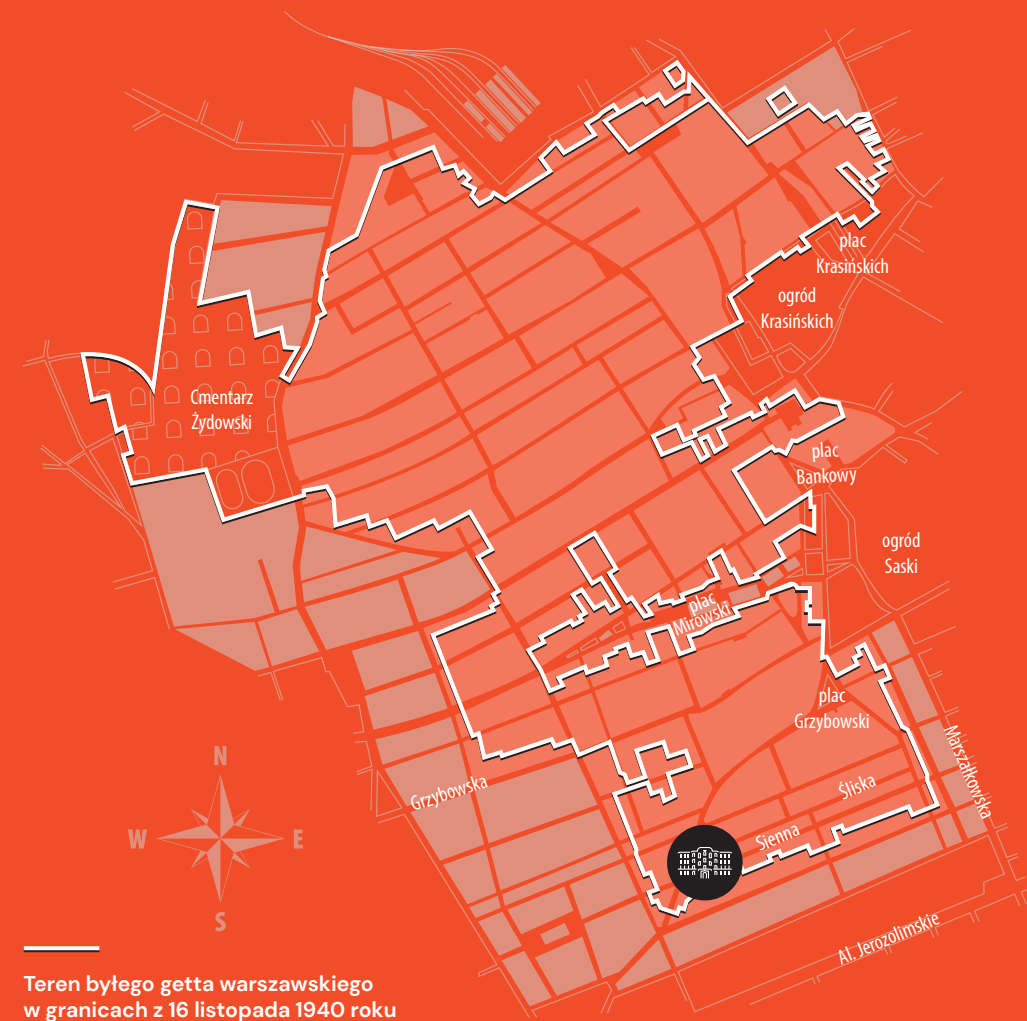 plac
Krasińskich
ogród
Krasińskich
Cmentarz
Żydowski
plac
Bankowy
ogród
Saski
plac
Mirowski
plac
Grzybowski
Marszałkowska
Grzybowska
Śliska
Sienna
Al. Jerozolimskie
N
W
E
S
Teren byłego getta warszawskiego
w granicach z 16 listopada 1940 roku